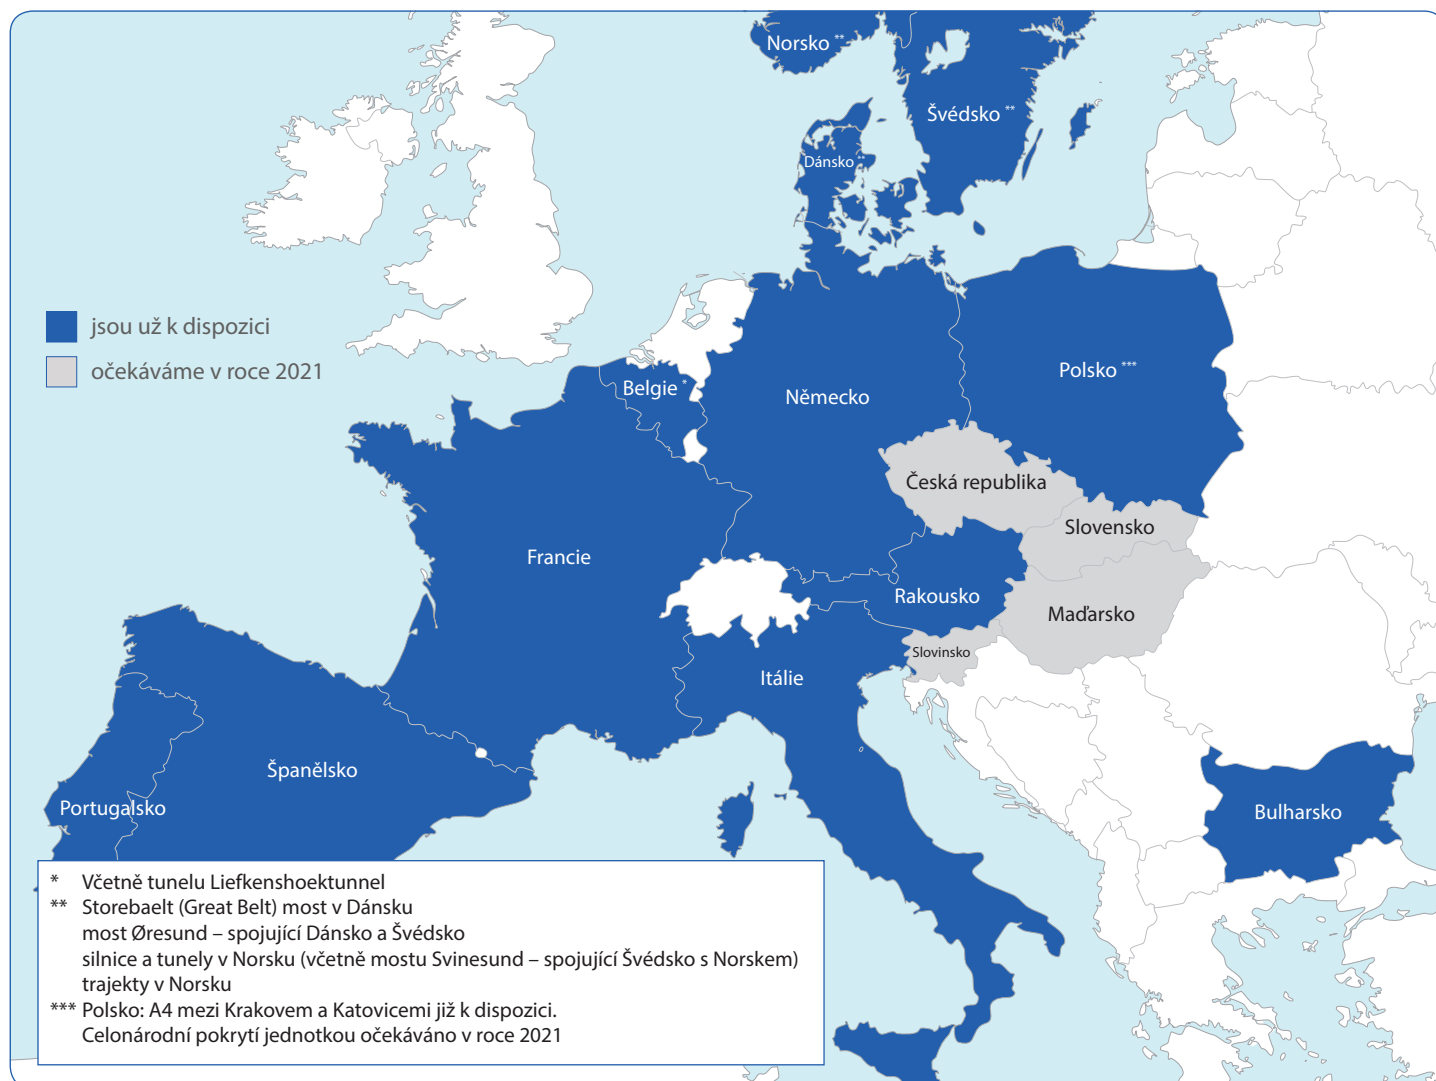 Norsko **
Švédsko **
Dánsko **
jsou už k dispozici
očekáváme v roce 2021
Belgie *
Německo
Polsko ***
Česká republika
Slovensko
Francie
Rakousko
Maďarsko
Slovinsko
Itálie
Španělsko
Portugalsko
Bulharsko
* Včetně tunelu Liefkenshoektunnel
** Storebaelt (Great Belt) most v Dánsku
most Øresund – spojující Dánsko a Švédsko
silnice a tunely v Norsku (včetně mostu Svinesund – spojující Švédsko s Norskem)
trajekty v Norsku
*** Polsko: A4 mezi Krakovem a Katovicemi již k dispozici.
Celonárodní pokrytí jednotkou očekáváno v roce 2021